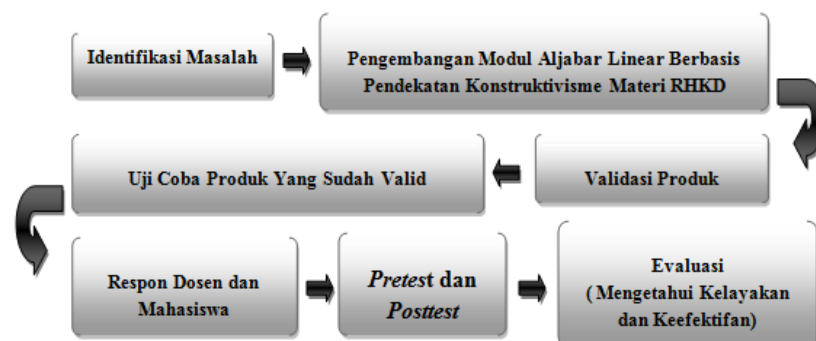 Identifikasi Masalah
Pengembangan Modul Aljabar Linear Berbasis
Pendekatan Konstruktivisme Materi RHKD
Validasi Produk
Uji Coba Produk Yang Sudah Valid
Respon Dosen dan
Mahasiswa
Pretest dan
Posttest
Evaluasi
( Mengetahui Kelayakan
dan Keefektifan)